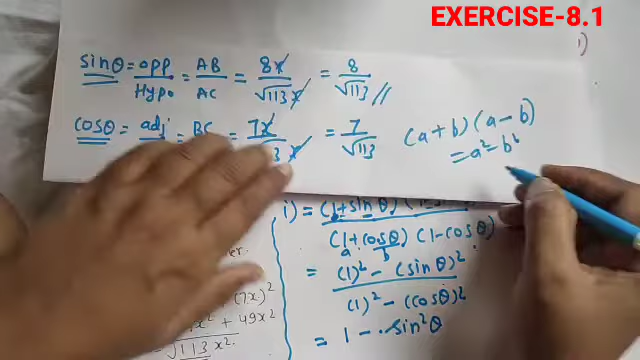 EXERCISE-8.1
sinθ = opp/Hypo = AB/AC = 8x/√113 x = 8/√113 //
cosθ = adj = BC = 7x/ x = 7/√113
(a+b)(a-b)
= a² - b²
i) = (1+sinθ)
(1+cosθ)(1-cosθ)
a b
= (1)² - (sinθ)²
(1)² - (cosθ)²
= 1 - sin²θ
(7x)²
x² + 49x²
√113x²